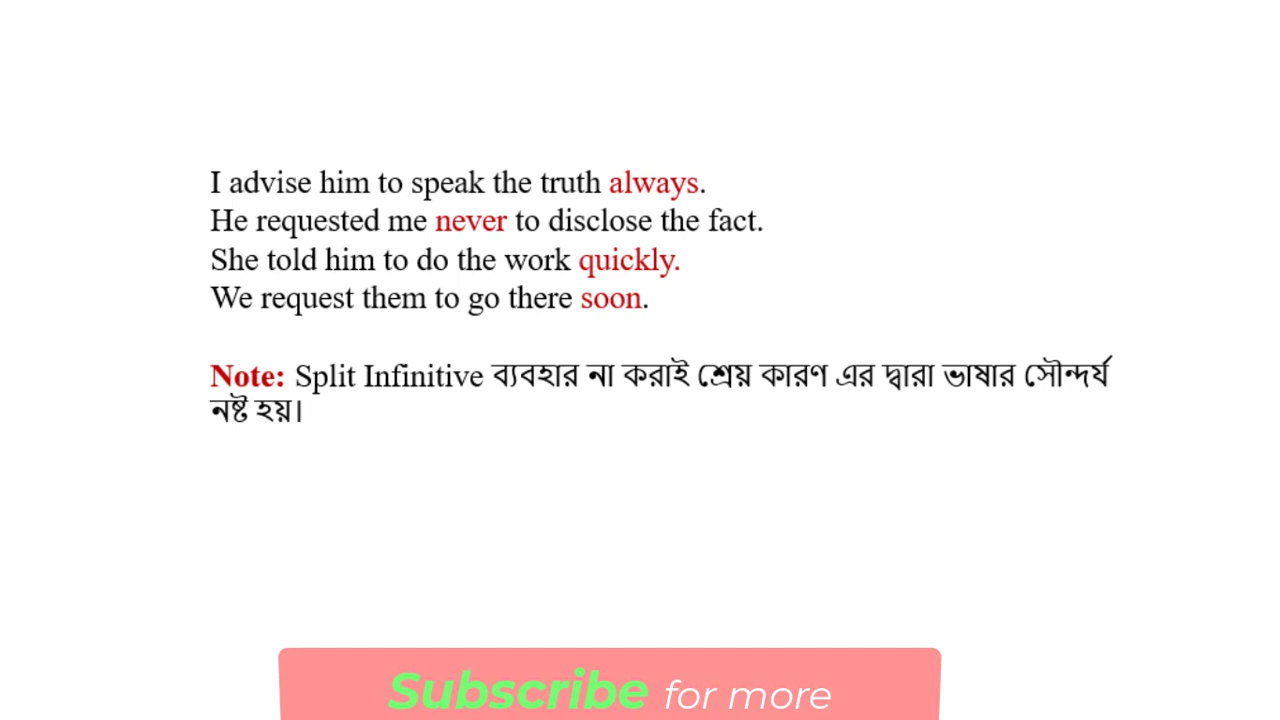 I advise him to speak the truth always.
He requested me never to disclose the fact.
She told him to do the work quickly.
We request them to go there soon.
Note: Split Infinitive ব্যবহার না করাই শ্রেয় কারণ এর দ্বারা ভাষার সৌন্দর্য
নষ্ট হয়।
Subscribe for more